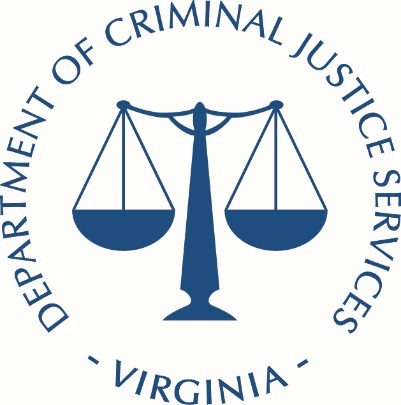 DEPARTMENT OF CRIMINAL JUSTICE SERVICES
- VIRGINIA -